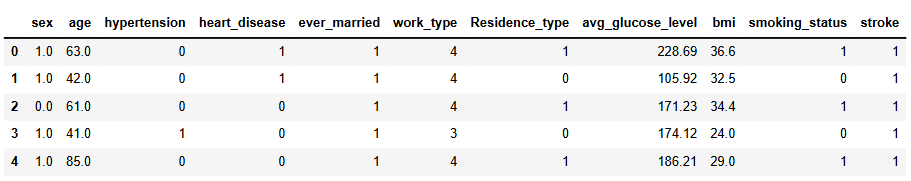 sex age hypertension heart_disease ever_married work_type Residence_type avg_glucose_level bmi smoking_status stroke
0 1.0 63.0 0 1 1 4 1 228.69 36.6 1 1
1 1.0 42.0 0 1 1 4 0 105.92 32.5 0 1
2 0.0 61.0 0 0 1 4 1 171.23 34.4 1 1
3 1.0 41.0 1 0 1 3 0 174.12 24.0 0 1
4 1.0 85.0 0 0 1 4 1 186.21 29.0 1 1